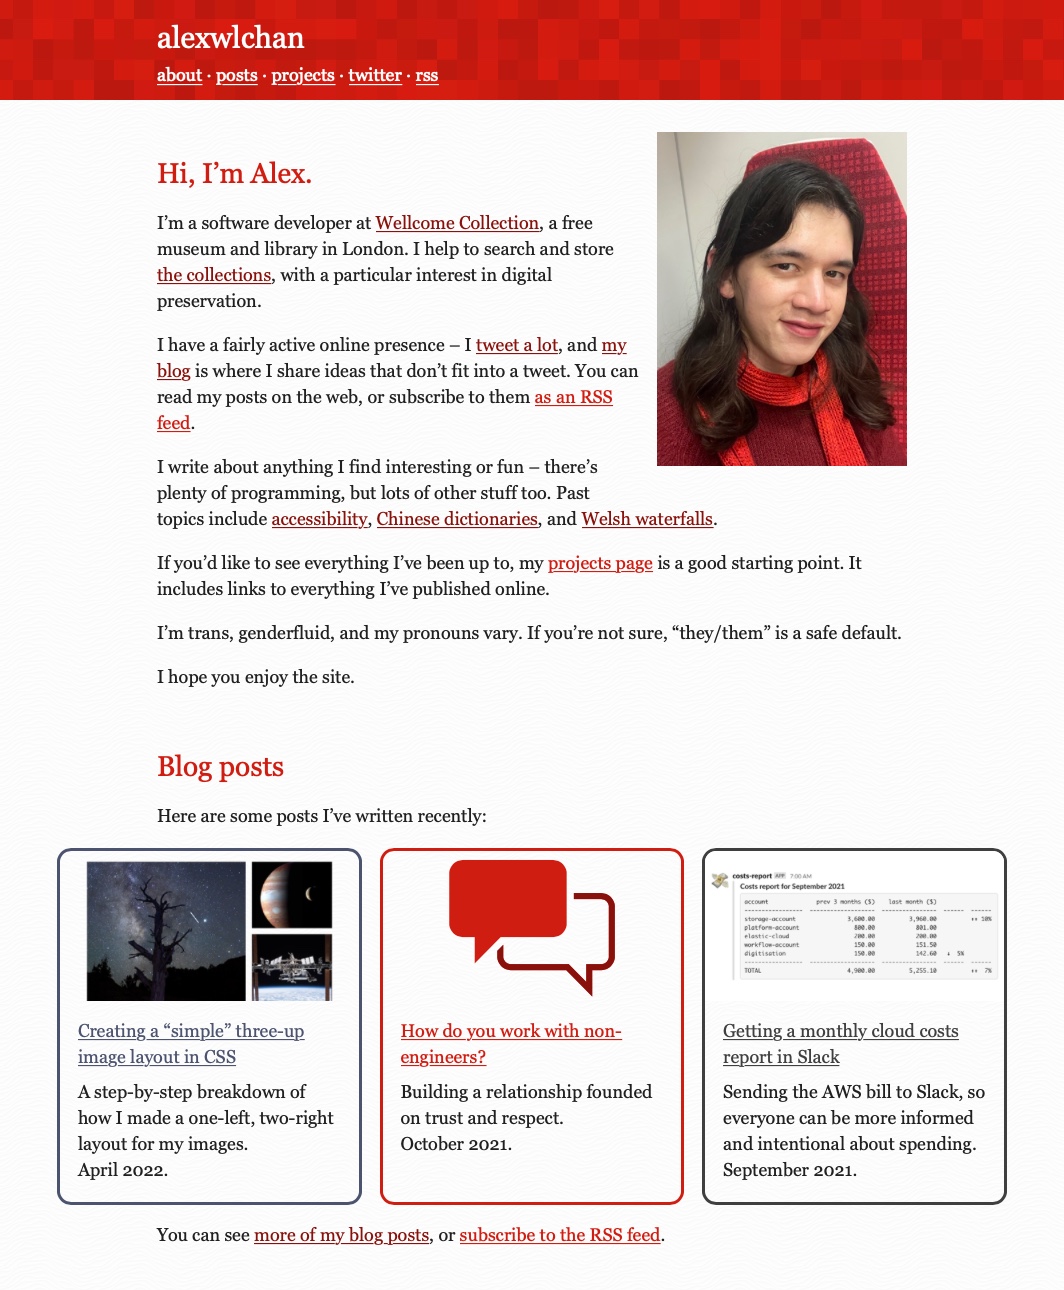 alexwlchan
about · posts · projects · twitter · rss
Hi, I’m Alex.
I’m a software developer at Wellcome Collection, a free
museum and library in London. I help to search and store
the collections, with a particular interest in digital
preservation.
I have a fairly active online presence – I tweet a lot, and my
blog is where I share ideas that don’t fit into a tweet. You can
read my posts on the web, or subscribe to them as an RSS
feed.
I write about anything I find interesting or fun – there’s
plenty of programming, but lots of other stuff too. Past
topics include accessibility, Chinese dictionaries, and Welsh waterfalls.
If you’d like to see everything I’ve been up to, my projects page is a good starting point. It
includes links to everything I’ve published online.
I’m trans, genderfluid, and my pronouns vary. If you’re not sure, “they/them” is a safe default.
I hope you enjoy the site.
Blog posts
Here are some posts I’ve written recently:
Creating a “simple” three-up
image layout in CSS
A step-by-step breakdown of
how I made a one-left, two-right
layout for my images.
April 2022.
How do you work with non-
engineers?
Building a relationship founded
on trust and respect.
October 2021.
costs-report APP 7:00 AM
Costs report for September 2021
account prev 3 months ($) last month ($)
storage-account 3,600.00 3,960.00 ↑↑ 10%
platform-account 800.00 801.00
elastic-cloud 200.00 200.00
workflow-account 150.00 151.50
digitisation 150.00 142.60 ↓ 5%
TOTAL 4,900.00 5,255.10 ↑↑ 7%
Getting a monthly cloud costs
report in Slack
Sending the AWS bill to Slack, so
everyone can be more informed
and intentional about spending.
September 2021.
You can see more of my blog posts, or subscribe to the RSS feed.